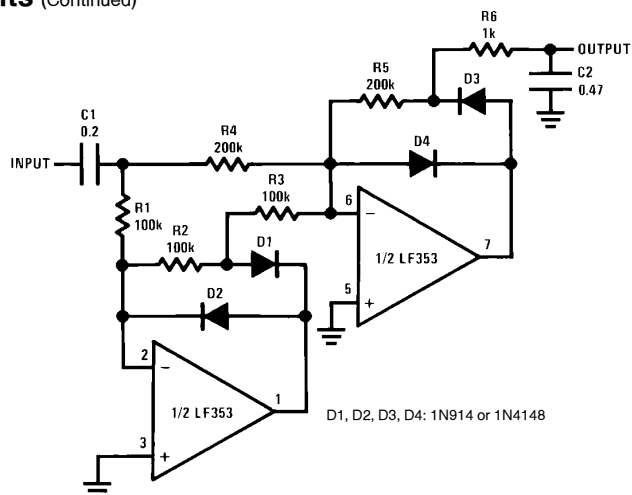 (Continued)
R6
1k
OUTPUT
R5
200k
D3
C2
0.47
C1
0.2
R4
200k
D4
INPUT
R3
100k
R1
100k
R2
100k
D1
6
−
7
1/2 LF353
5
+
D2
2
−
1
1/2 LF353
3
+
D1, D2, D3, D4: 1N914 or 1N4148